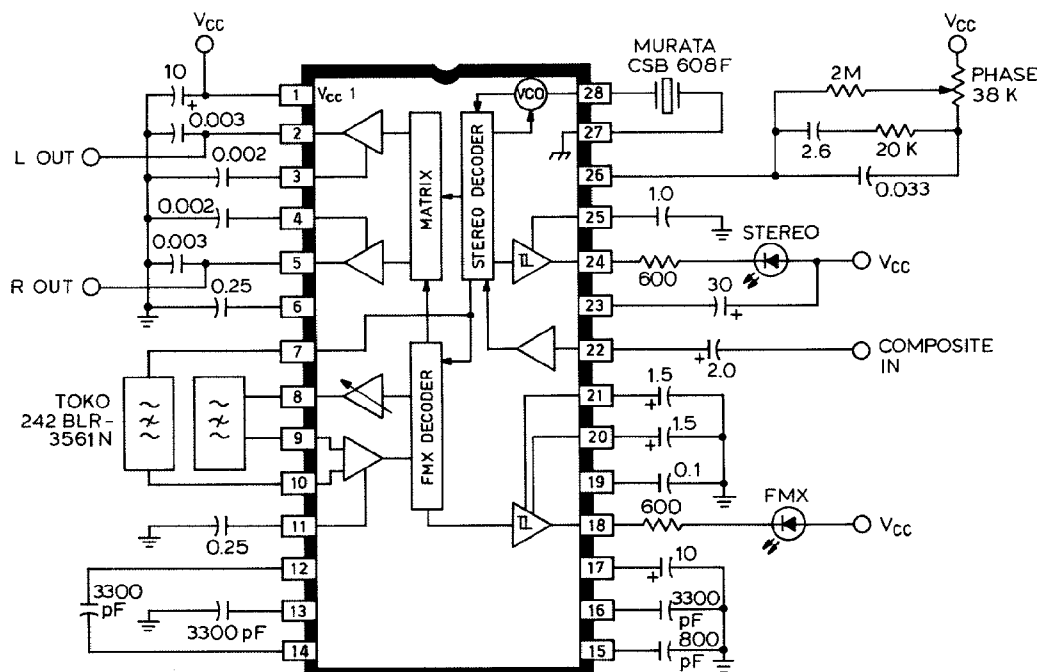 VCC
10
+
0.003
L OUT
0.002
0.002
0.003
R OUT
0.25
TOKO
242 BLR-
3561N
0.25
3300
pF
3300 pF
1
2
3
4
5
6
7
8
9
10
11
12
13
14
VCC 1
MATRIX
STEREO DECODER
VCO
FMX DECODER
28
27
26
25
24
23
22
21
20
19
18
17
16
15
MURATA
CSB 608F
VCC
2M
PHASE
38 K
2.6
20 K
0.033
1.0
STEREO
600
VCC
30
+
COMPOSITE
IN
+
2.0
1.5
+
1.5
+
0.1
600
FMX
VCC
10
+
3300
pF
800
pF